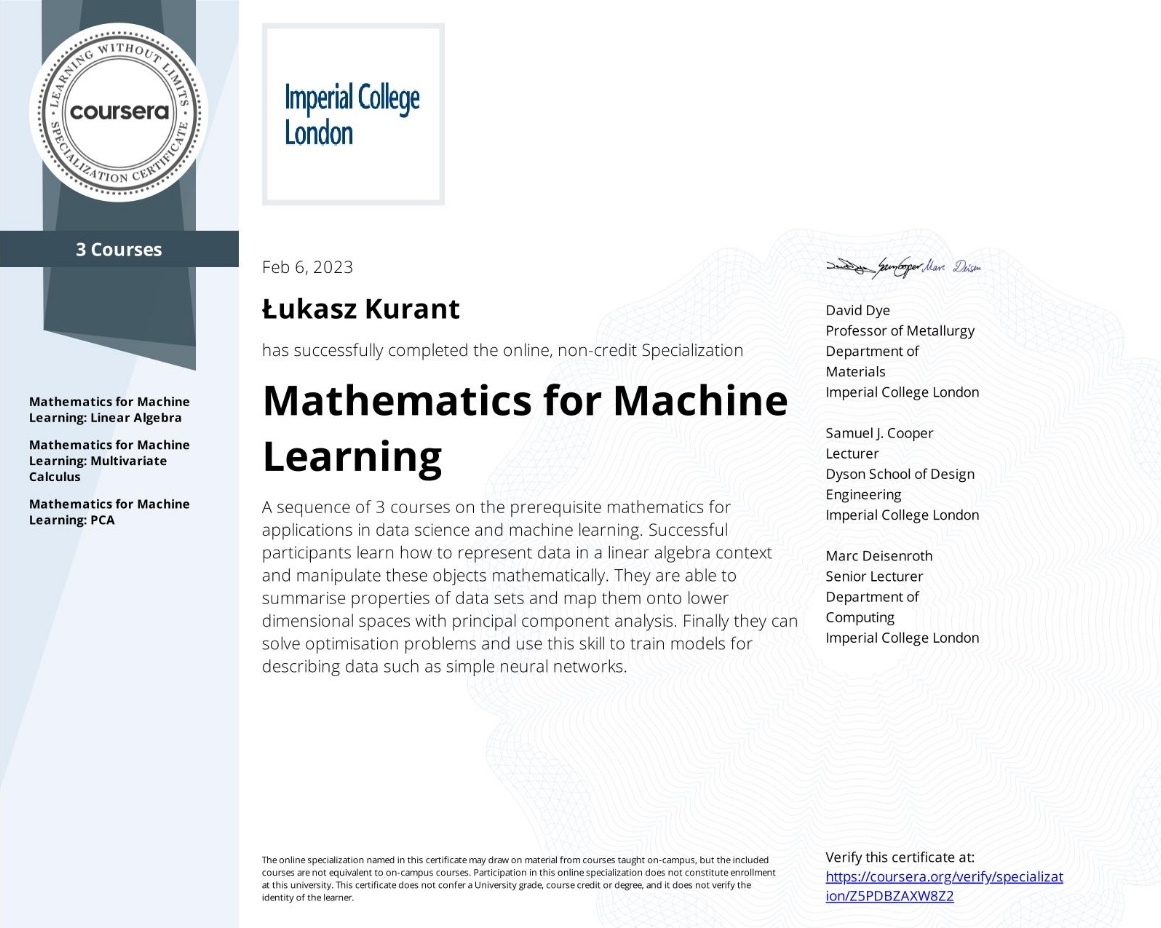 LEARNING WITHOUT LIMITS
coursera
SPECIALIZATION CERTIFICATE
3 Courses
Mathematics for Machine
Learning: Linear Algebra
Mathematics for Machine
Learning: Multivariate
Calculus
Mathematics for Machine
Learning: PCA
Imperial College
London
Feb 6, 2023
Łukasz Kurant
has successfully completed the online, non-credit Specialization
Mathematics for Machine
Learning
A sequence of 3 courses on the prerequisite mathematics for
applications in data science and machine learning. Successful
participants learn how to represent data in a linear algebra context
and manipulate these objects mathematically. They are able to
summarise properties of data sets and map them onto lower
dimensional spaces with principal component analysis. Finally they can
solve optimisation problems and use this skill to train models for
describing data such as simple neural networks.
Marc Deisen
David Dye
Professor of Metallurgy
Department of
Materials
Imperial College London
Samuel J. Cooper
Lecturer
Dyson School of Design
Engineering
Imperial College London
Marc Deisenroth
Senior Lecturer
Department of
Computing
Imperial College London
The online specialization named in this certificate may draw on material from courses taught on-campus, but the included
courses are not equivalent to on-campus courses. Participation in this online specialization does not constitute enrollment
at this university. This certificate does not confer a University grade, course credit or degree, and it does not verify the
identity of the learner.
Verify this certificate at:
https://coursera.org/verify/specializat
ion/Z5PDBZAXW8Z2